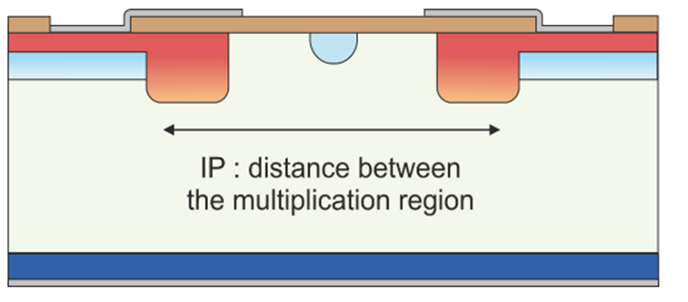 IP : distance between
the multiplication region